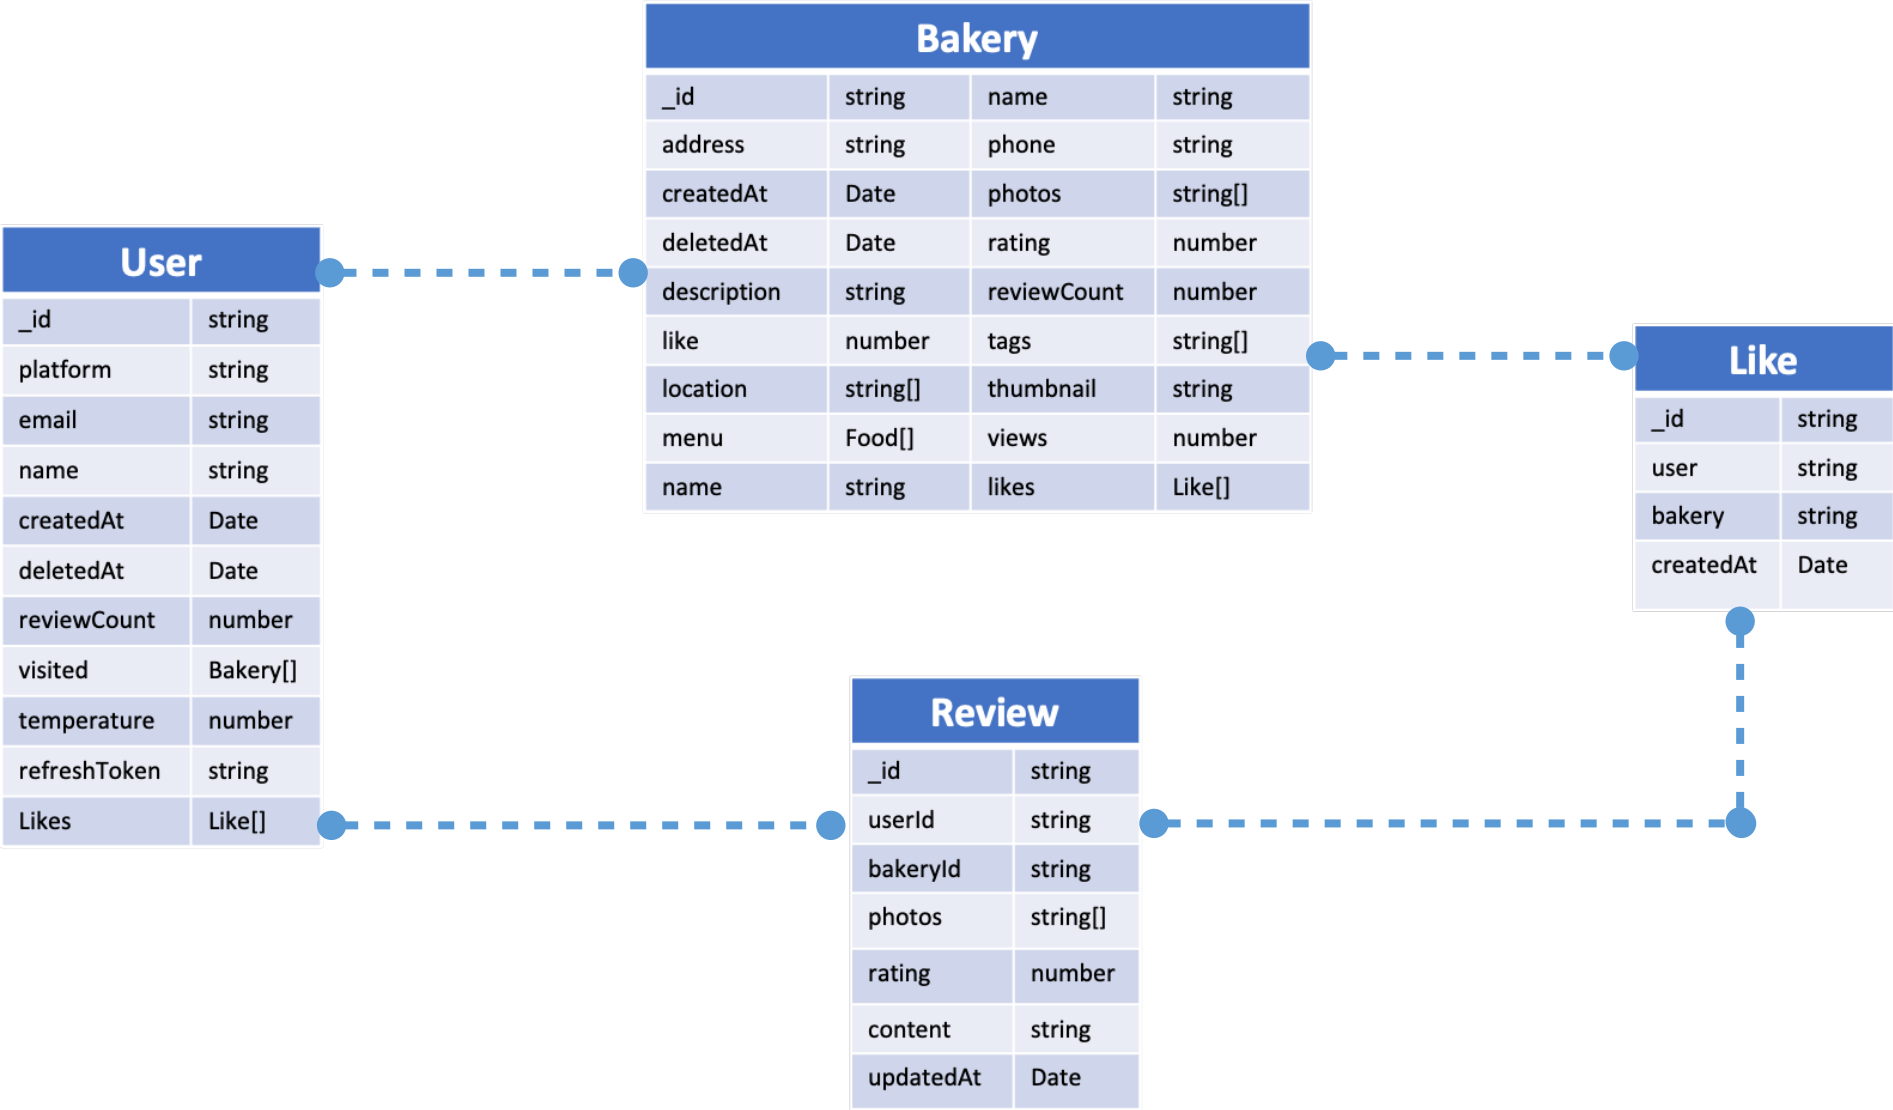 Bakery
_id string name string
address string phone string
createdAt Date photos string[]
deletedAt Date rating number
description string reviewCount number
like number tags string[]
location string[] thumbnail string
menu Food[] views number
name string likes Like[]
User
_id string
platform string
email string
name string
createdAt Date
deletedAt Date
reviewCount number
visited Bakery[]
temperature number
refreshToken string
Likes Like[]
Like
_id string
user string
bakery string
createdAt Date
Review
_id string
userId string
bakeryId string
photos string[]
rating number
content string
updatedAt Date